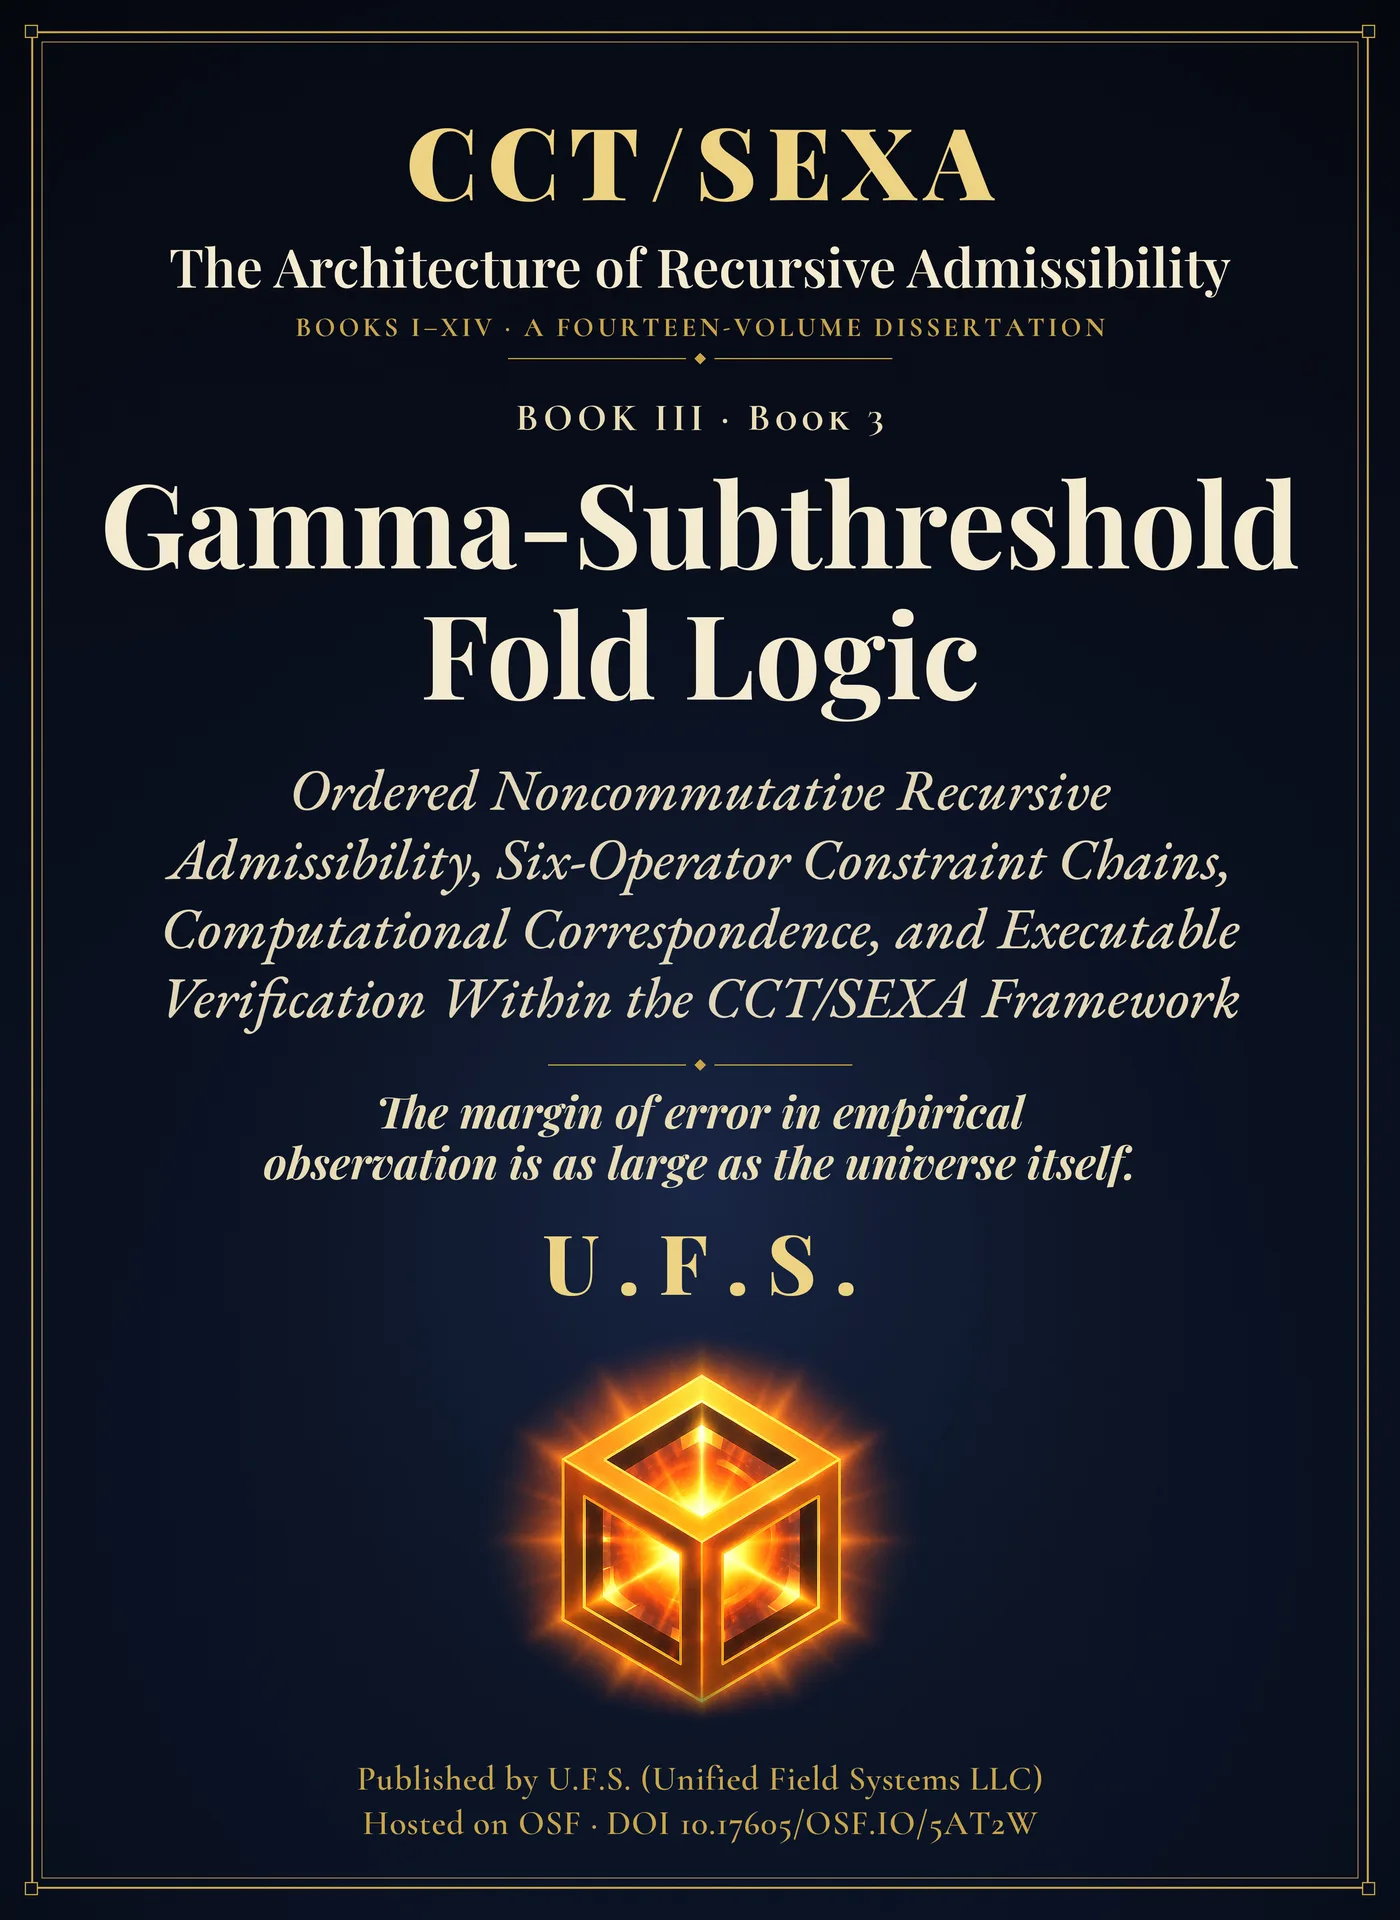 CCT/SEXA
The Architecture of Recursive Admissibility
BOOKS I–XIV · A FOURTEEN-VOLUME DISSERTATION
BOOK III · Book 3
Gamma-Subthreshold
Fold Logic
Ordered Noncommutative Recursive
Admissibility, Six-Operator Constraint Chains,
Computational Correspondence, and Executable
Verification Within the CCT/SEXA Framework
The margin of error in empirical
observation is as large as the universe itself.
U.F.S.
Published by U.F.S. (Unified Field Systems LLC)
Hosted on OSF · DOI 10.17605/OSF.IO/5AT2W